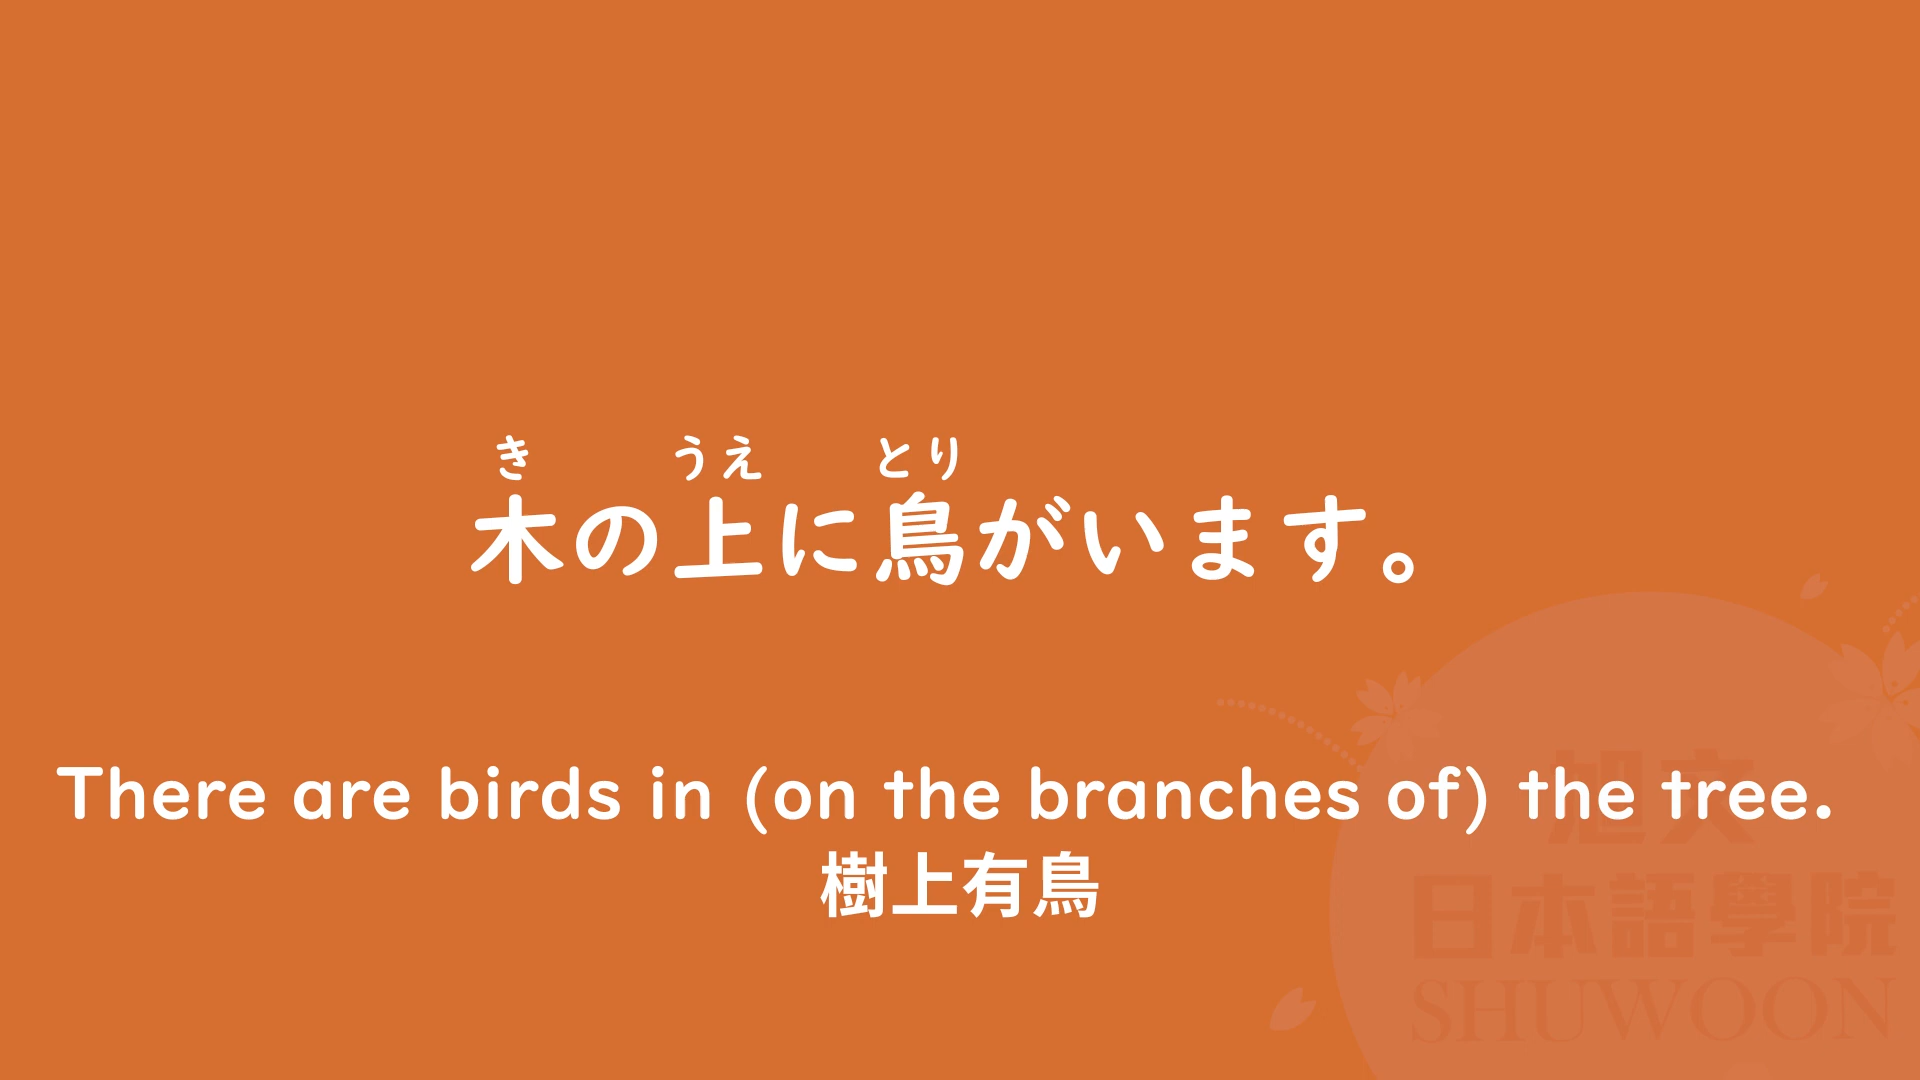 き うえ とり
木の上に鳥がいます。
There are birds in (on the branches of) the tree.
樹上有鳥
旭文
日本語學院
SHUWOON